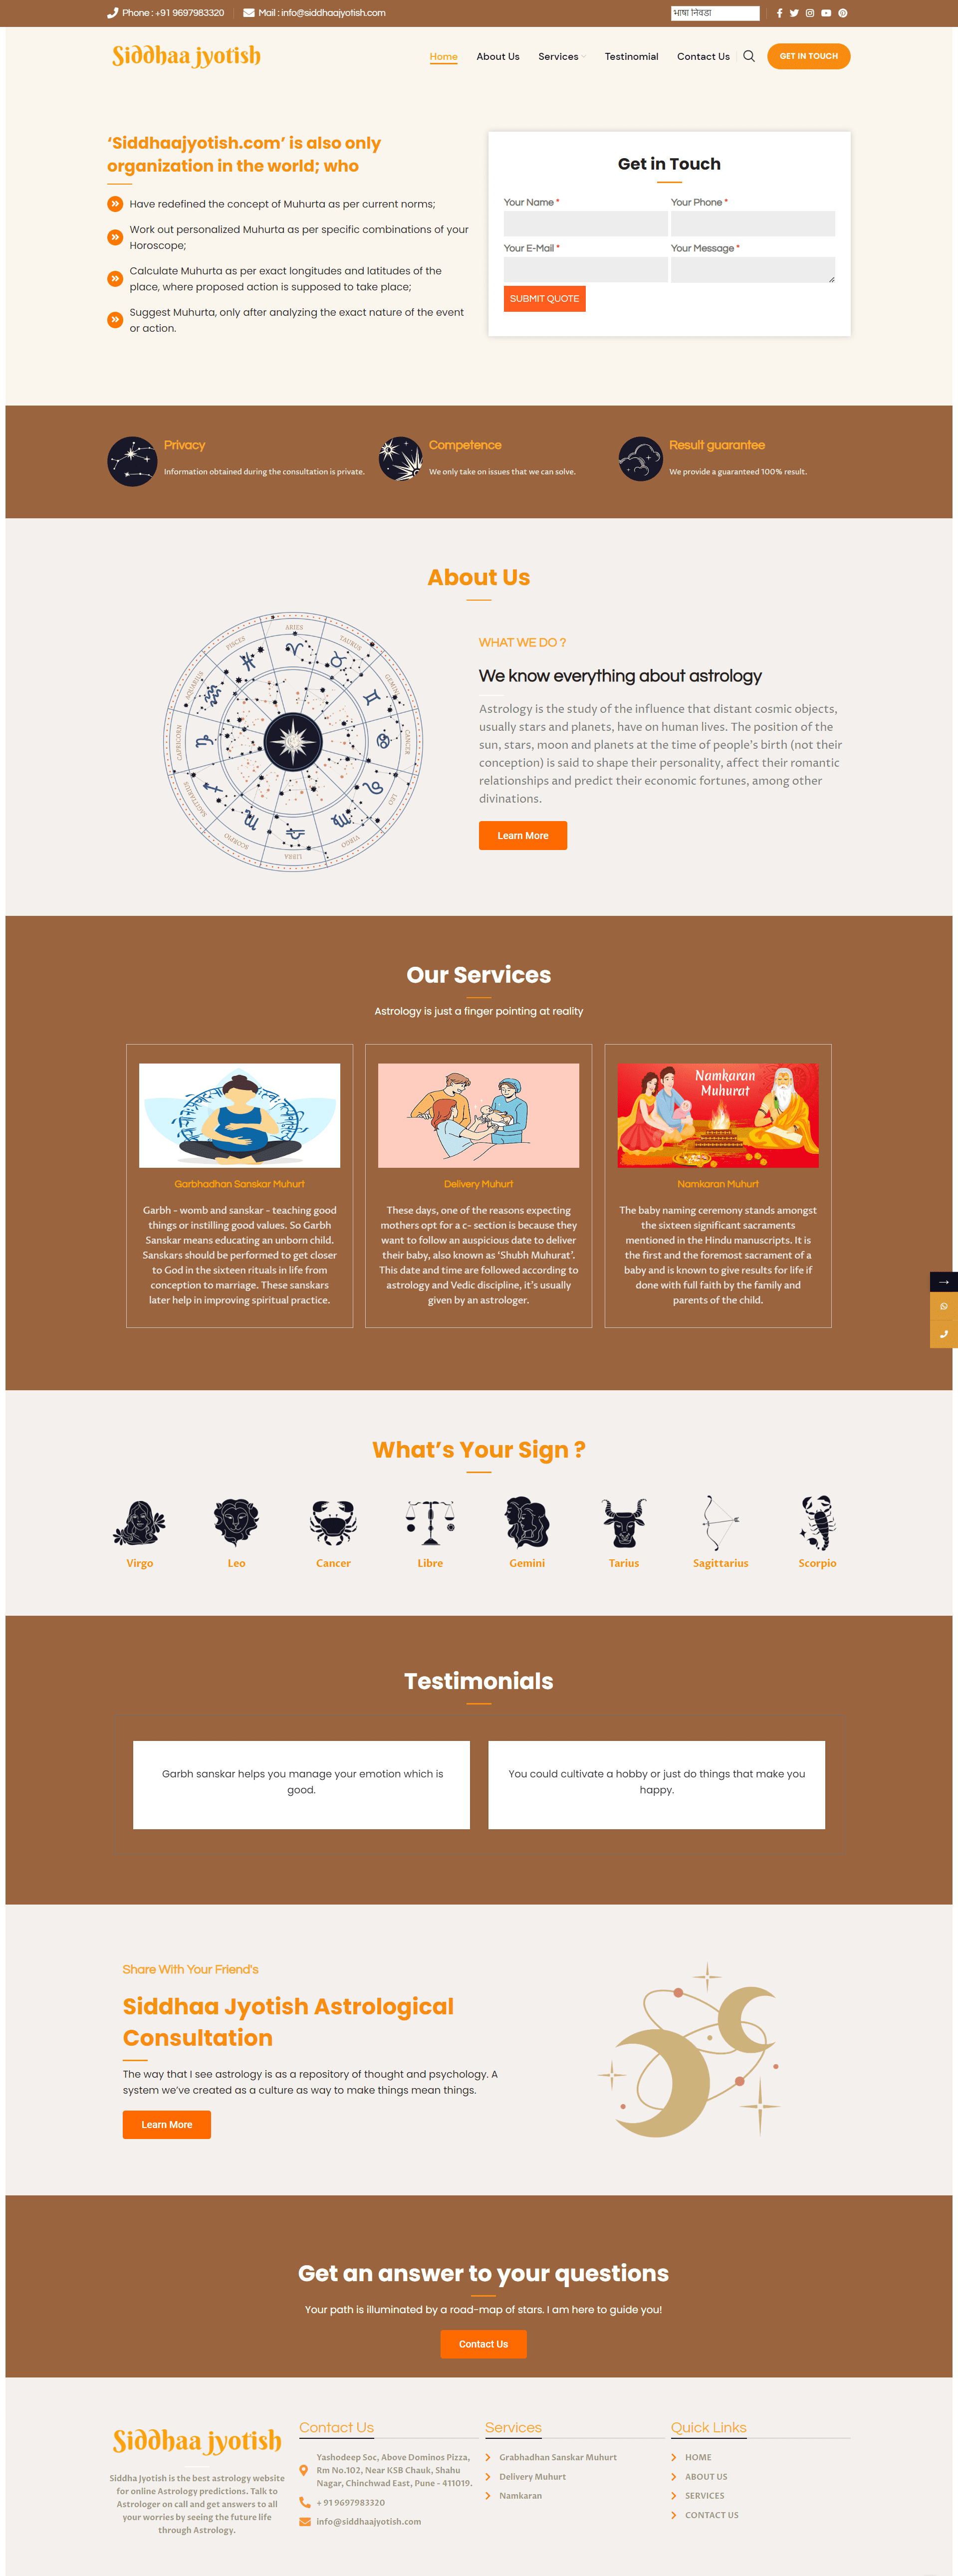 Phone : +91 9697983320
Mail : info@siddhaajyotish.com
भाषा निवडा
Siddhaa jyotish
Home
About Us
Services
Testinomial
Contact Us
GET IN TOUCH
‘Siddhaajyotish.com’ is also only
organization in the world; who
Have redefined the concept of Muhurta as per current norms;
Work out personalized Muhurta as per specific combinations of your
Horoscope;
Calculate Muhurta as per exact longitudes and latitudes of the
place, where proposed action is supposed to take place;
Suggest Muhurta, only after analyzing the exact nature of the event
or action.
Get in Touch
Your Name *
Your Phone *
Your E-Mail *
Your Message *
SUBMIT QUOTE
Privacy
Information obtained during the consultation is private.
Competence
We only take on issues that we can solve.
Result guarantee
We provide a guaranteed 100% result.
About Us
ARIES
TAURUS
GEMINI
CANCER
LEO
VIRGO
LIBRA
SCORPIO
SAGITTARIUS
CAPRICORN
AQUARIUS
PISCES
WHAT WE DO ?
We know everything about astrology
Astrology is the study of the influence that distant cosmic objects,
usually stars and planets, have on human lives. The position of the
sun, stars, moon and planets at the time of people's birth (not their
conception) is said to shape their personality, affect their romantic
relationships and predict their economic fortunes, among other
divinations.
Learn More
Our Services
Astrology is just a finger pointing at reality
Garbhadhan Sanskar Muhurt
Garbh - womb and sanskar - teaching good
things or instilling good values. So Garbh
Sanskar means educating an unborn child.
Sanskars should be performed to get closer
to God in the sixteen rituals in life from
conception to marriage. These sanskars
later help in improving spiritual practice.
Delivery Muhurt
These days, one of the reasons expecting
mothers opt for a c- section is because they
want to follow an auspicious date to deliver
their baby, also known as ‘Shubh Muhurat’.
This date and time are followed according to
astrology and Vedic discipline, it's usually
given by an astrologer.
Namkaran
Muhurat
Namkaran Muhurt
The baby naming ceremony stands amongst
the sixteen significant sacraments
mentioned in the Hindu manuscripts. It is
the first and the foremost sacrament of a
baby and is known to give results for life if
done with full faith by the family and
parents of the child.
What’s Your Sign ?
Virgo
Leo
Cancer
Libre
Gemini
Tarius
Sagittarius
Scorpio
Testimonials
Garbh sanskar helps you manage your emotion which is
good.
You could cultivate a hobby or just do things that make you
happy.
Share With Your Friend's
Siddhaa Jyotish Astrological
Consultation
The way that I see astrology is as a repository of thought and psychology. A
system we’ve created as a culture as way to make things mean things.
Learn More
Get an answer to your questions
Your path is illuminated by a road-map of stars. I am here to guide you!
Contact Us
Siddhaa jyotish
Siddha Jyotish is the best astrology website
for online Astrology predictions. Talk to
Astrologer on call and get answers to all
your worries by seeing the future life
through Astrology.
Contact Us
Yashodeep Soc, Above Dominos Pizza,
Rm No.102, Near KSB Chauk, Shahu
Nagar, Chinchwad East, Pune - 411019.
+ 91 9697983320
info@siddhaajyotish.com
Services
Grabhadhan Sanskar Muhurt
Delivery Muhurt
Namkaran
Quick Links
HOME
ABOUT US
SERVICES
CONTACT US